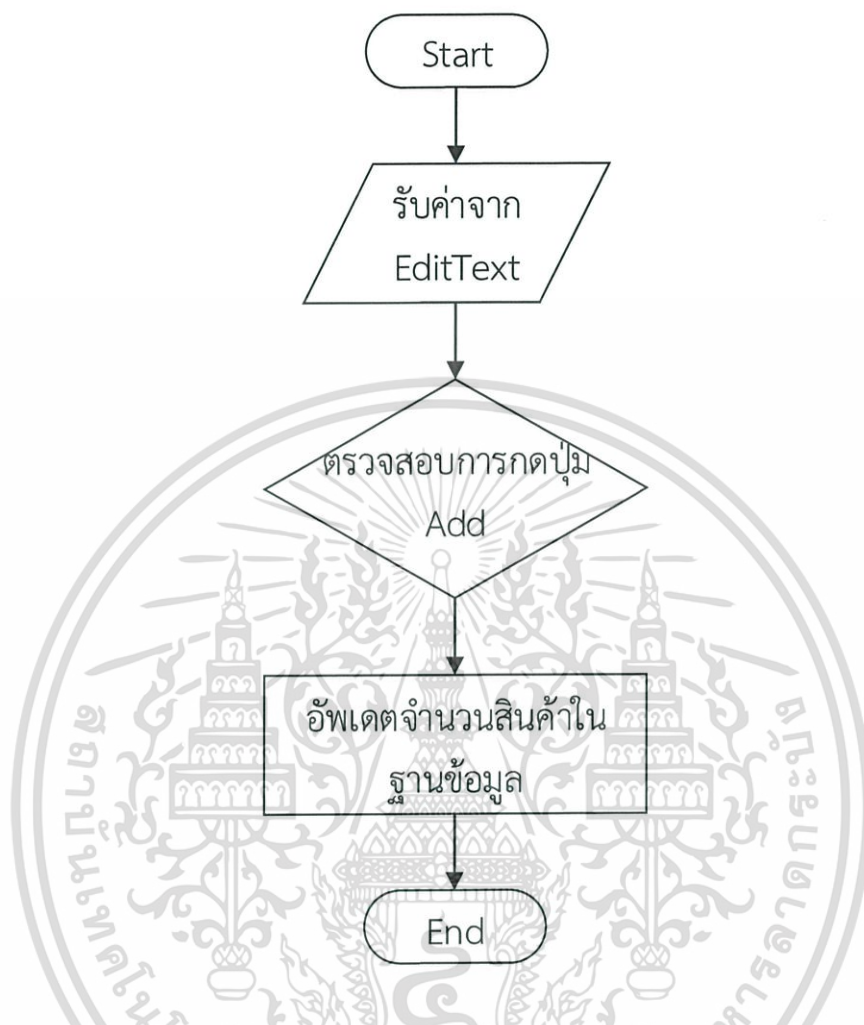 Start
รับค่าจาก
EditText
ตรวจสอบการกดปุ่ม
Add
อัพเดตจำนวนสินค้าใน
ฐานข้อมูล
End